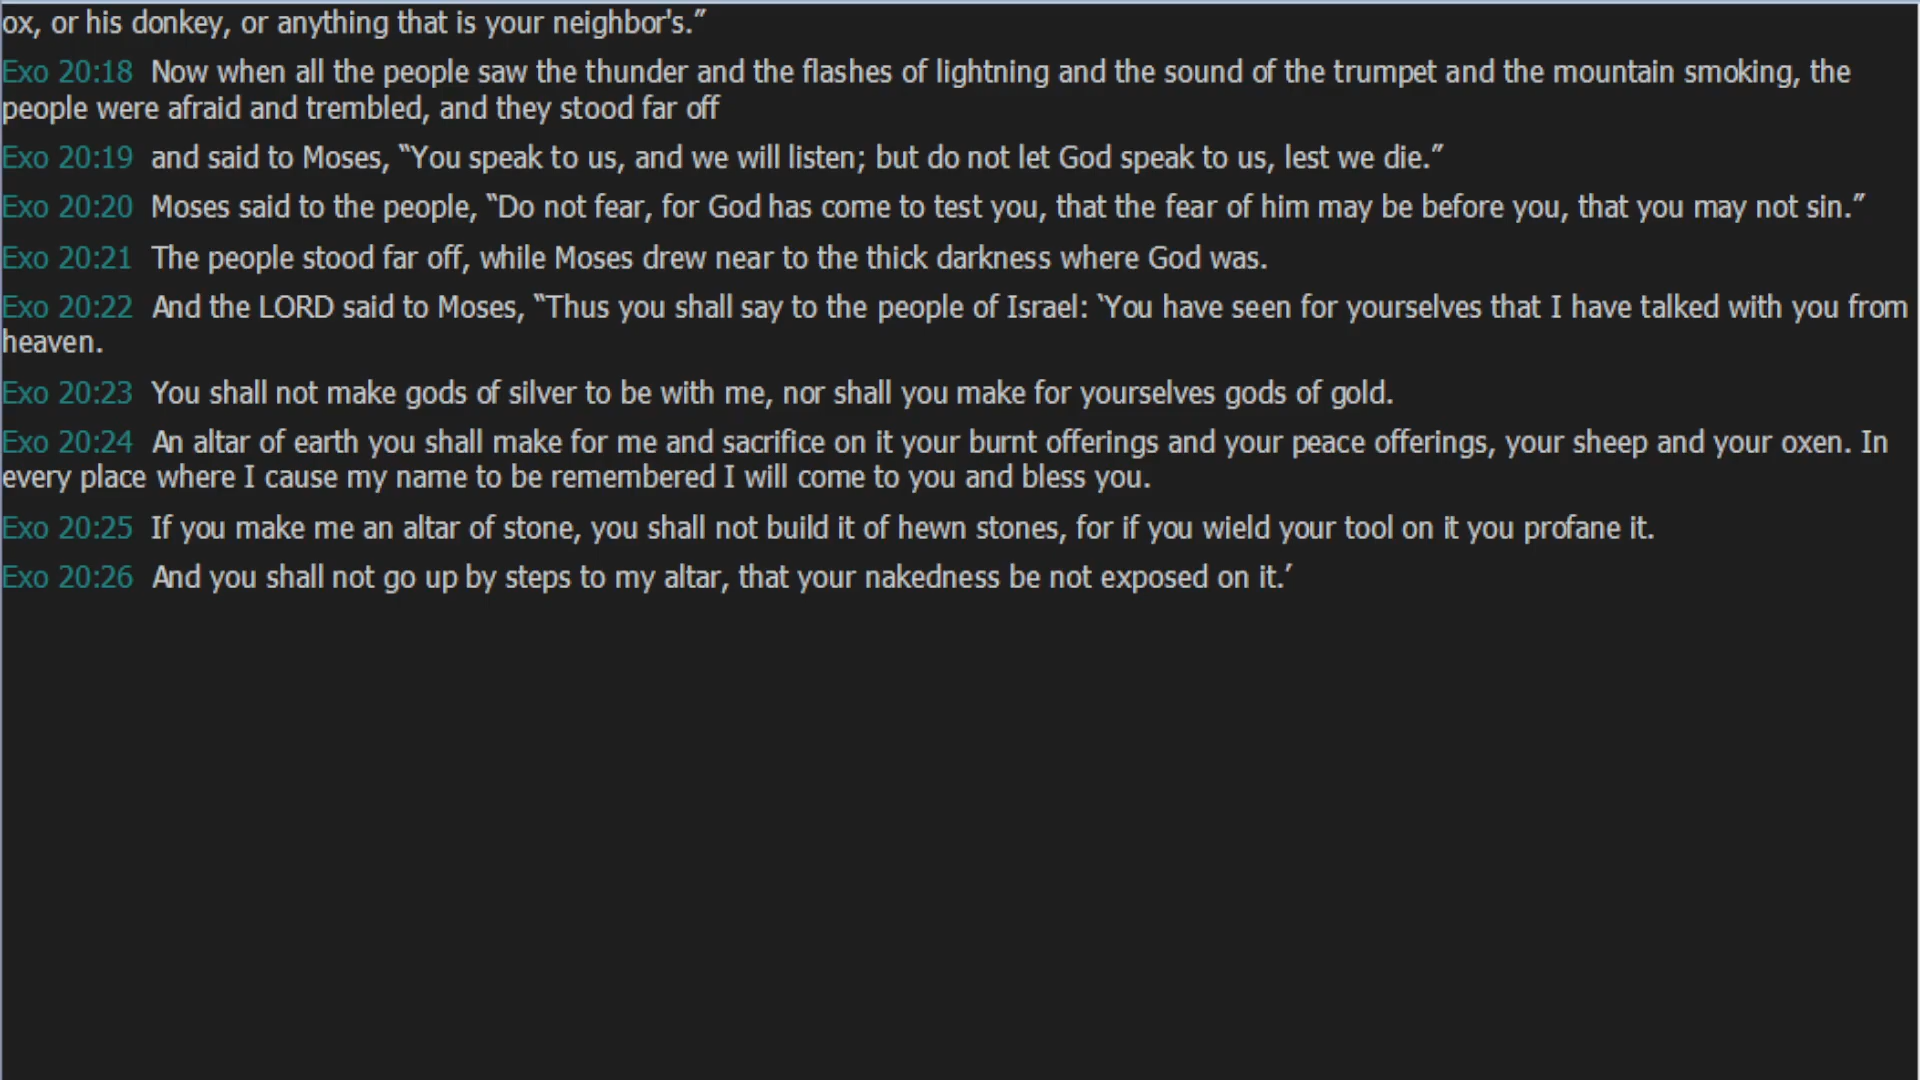 ox, or his donkey, or anything that is your neighbor's.”
Exo 20:18 Now when all the people saw the thunder and the flashes of lightning and the sound of the trumpet and the mountain smoking, the
people were afraid and trembled, and they stood far off
Exo 20:19 and said to Moses, “You speak to us, and we will listen; but do not let God speak to us, lest we die.”
Exo 20:20 Moses said to the people, “Do not fear, for God has come to test you, that the fear of him may be before you, that you may not sin.”
Exo 20:21 The people stood far off, while Moses drew near to the thick darkness where God was.
Exo 20:22 And the LORD said to Moses, “Thus you shall say to the people of Israel: ‘You have seen for yourselves that I have talked with you from
heaven.
Exo 20:23 You shall not make gods of silver to be with me, nor shall you make for yourselves gods of gold.
Exo 20:24 An altar of earth you shall make for me and sacrifice on it your burnt offerings and your peace offerings, your sheep and your oxen. In
every place where I cause my name to be remembered I will come to you and bless you.
Exo 20:25 If you make me an altar of stone, you shall not build it of hewn stones, for if you wield your tool on it you profane it.
Exo 20:26 And you shall not go up by steps to my altar, that your nakedness be not exposed on it.’